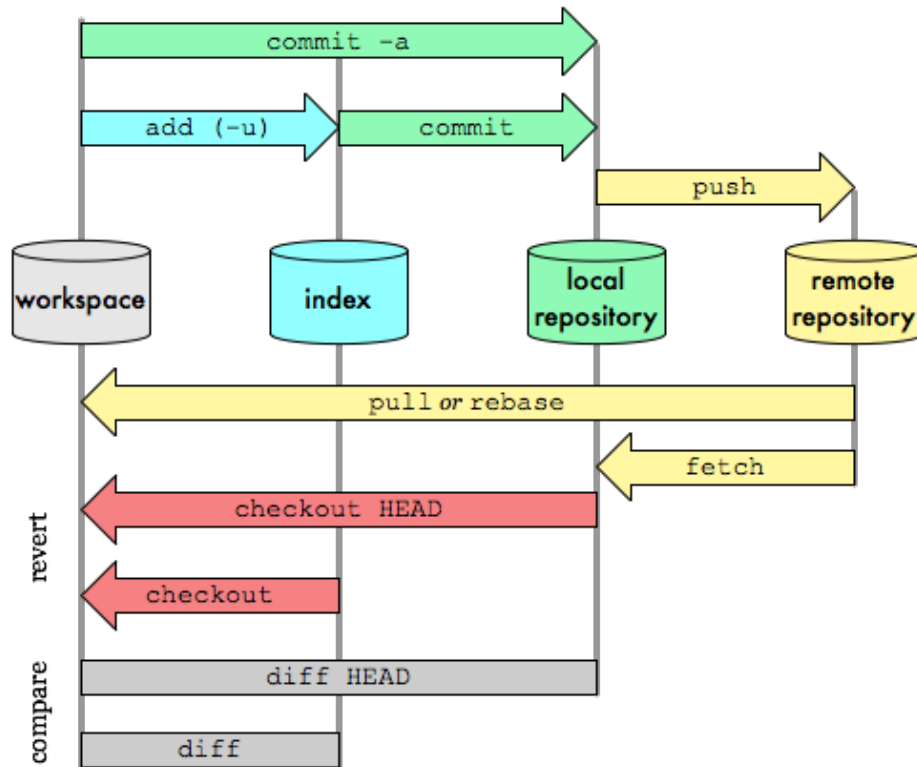 commit -a
add (-u)
commit
push
workspace
index
local
repository
remote
repository
pull or rebase
fetch
revert
checkout HEAD
checkout
compare
diff HEAD
diff